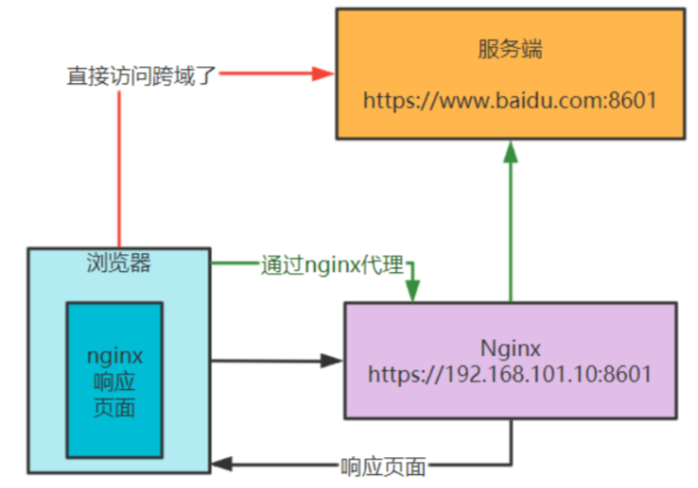 服务端
直接访问跨域了
https://www.baidu.com:8601
浏览器
通过nginx代理
nginx
响应
页面
Nginx
https://192.168.101.10:8601
响应页面